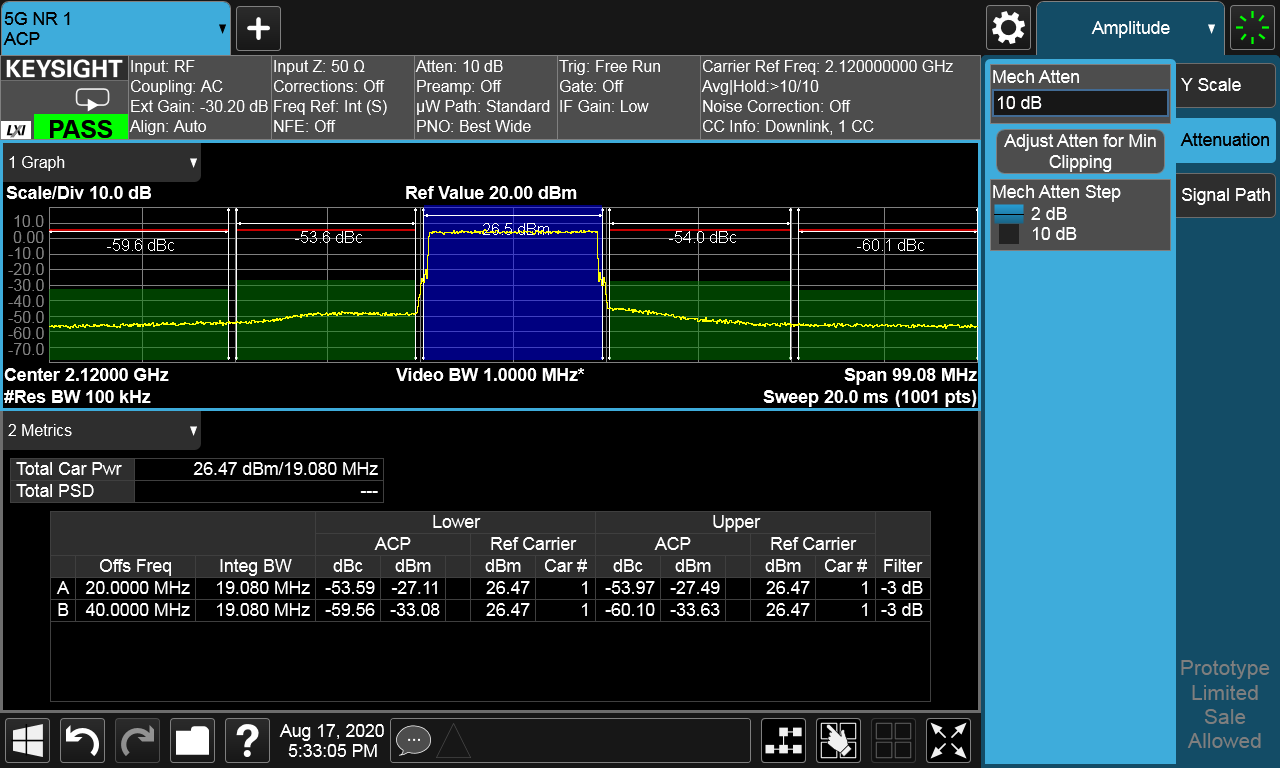 5G NR 1
ACP
Amplitude
KEYSIGHT
LXI
PASS
Input: RF
Coupling: AC
Ext Gain: -30.20 dB
Align: Auto
Input Z: 50 Ω
Corrections: Off
Freq Ref: Int (S)
NFE: Off
Atten: 10 dB
Preamp: Off
µW Path: Standard
PNO: Best Wide
Trig: Free Run
Gate: Off
IF Gain: Low
Carrier Ref Freq: 2.120000000 GHz
Avg|Hold:>10/10
Noise Correction: Off
CC Info: Downlink, 1 CC
1 Graph
Scale/Div 10.0 dB
Ref Value 20.00 dBm
10.0
0.00
-10.0
-20.0
-30.0
-40.0
-50.0
-60.0
-70.0
-59.6 dBc
-53.6 dBc
26.5 dBm
-54.0 dBc
-60.1 dBc
Center 2.12000 GHz
Video BW 1.0000 MHz*
Span 99.08 MHz
#Res BW 100 kHz
Sweep 20.0 ms (1001 pts)
2 Metrics
Total Car Pwr 26.47 dBm/19.080 MHz
Total PSD ---
Lower Upper
ACP Ref Carrier ACP Ref Carrier
Offs Freq Integ BW dBc dBm dBm Car # dBc dBm dBm Car # Filter
A 20.0000 MHz 19.080 MHz -53.59 -27.11 26.47 1 -53.97 -27.49 26.47 1 -3 dB
B 40.0000 MHz 19.080 MHz -59.56 -33.08 26.47 1 -60.10 -33.63 26.47 1 -3 dB
?
Aug 17, 2020
5:33:05 PM
Mech Atten
10 dB
Adjust Atten for Min
Clipping
Mech Atten Step
2 dB
10 dB
Y Scale
Attenuation
Signal Path
Prototype
Limited
Sale
Allowed